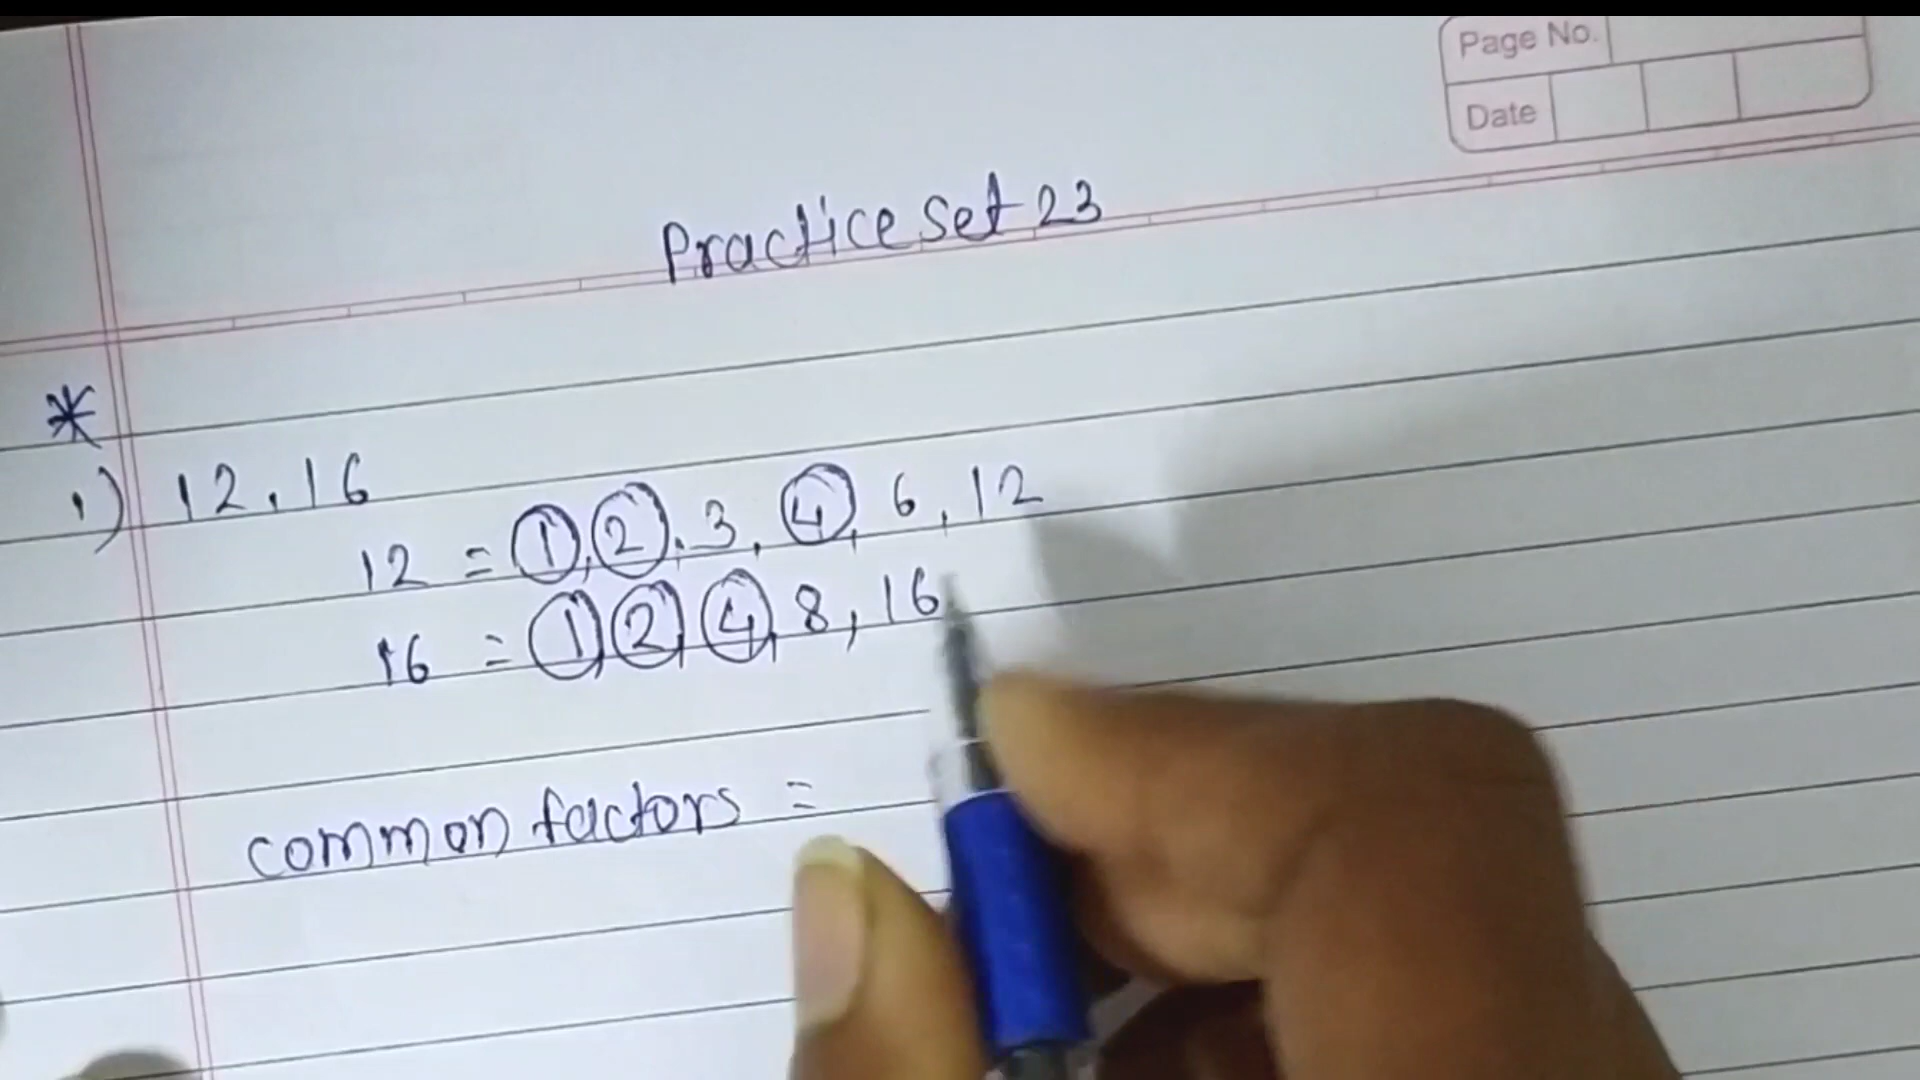 Page No.
Date
Practice set 23
*
1) 12, 16
12 = 1, 2, 3, 4, 6, 12
16 = 1, 2, 4, 8, 16
common factors =